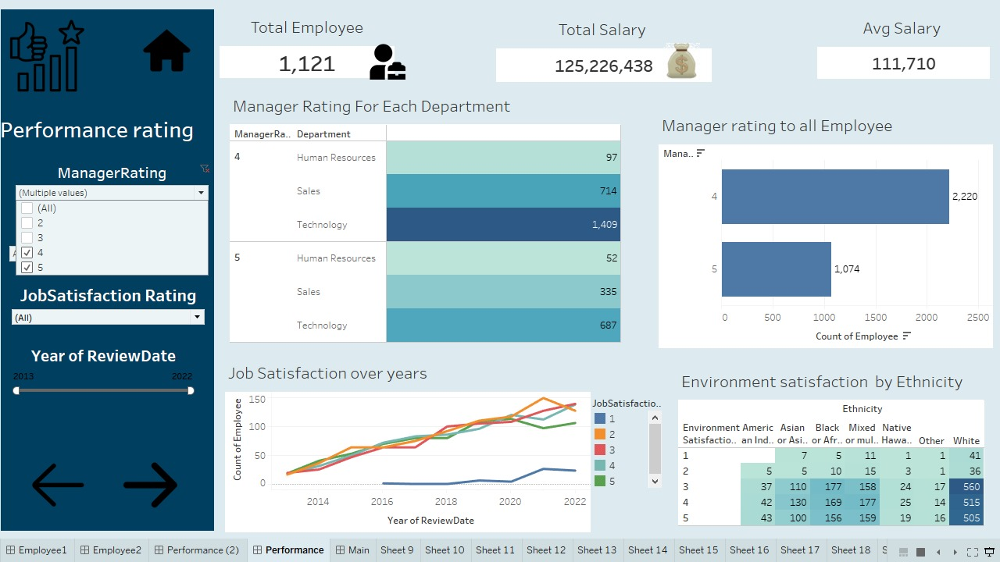 Performance rating
ManagerRating
(Multiple values)
(All)
2
3
4
5
JobSatisfaction Rating
(All)
Year of ReviewDate
2013 2022
Total Employee
1,121
Total Salary
125,226,438
$
Avg Salary
111,710
Manager Rating For Each Department
ManagerRa.. Department
4 Human Resources 97
Sales 714
Technology 1,409
5 Human Resources 52
Sales 335
Technology 687
Manager rating to all Employee
Mana..
4 2,220
5 1,074
0 500 1000 1500 2000 2500
Count of Employee
Job Satisfaction over years
Count of Employee
150
100
50
0
2014 2016 2018 2020 2022
Year of ReviewDate
JobSatisfactio..
1
2
3
4
5
Environment satisfaction by Ethnicity
Ethnicity
Environment Americ Asian Black Mixed Native
Satisfactio.. an Ind.. or Asi.. or Afr.. or mul.. Hawa.. Other White
1 7 5 11 1 1 41
2 5 5 10 15 3 1 36
3 37 110 177 158 24 17 560
4 42 130 169 177 25 14 515
5 43 100 156 159 19 16 505
Employee1 Employee2 Performance (2) Performance Main Sheet 9 Sheet 10 Sheet 11 Sheet 12 Sheet 13 Sheet 14 Sheet 15 Sheet 16 Sheet 17 Sheet 18 S